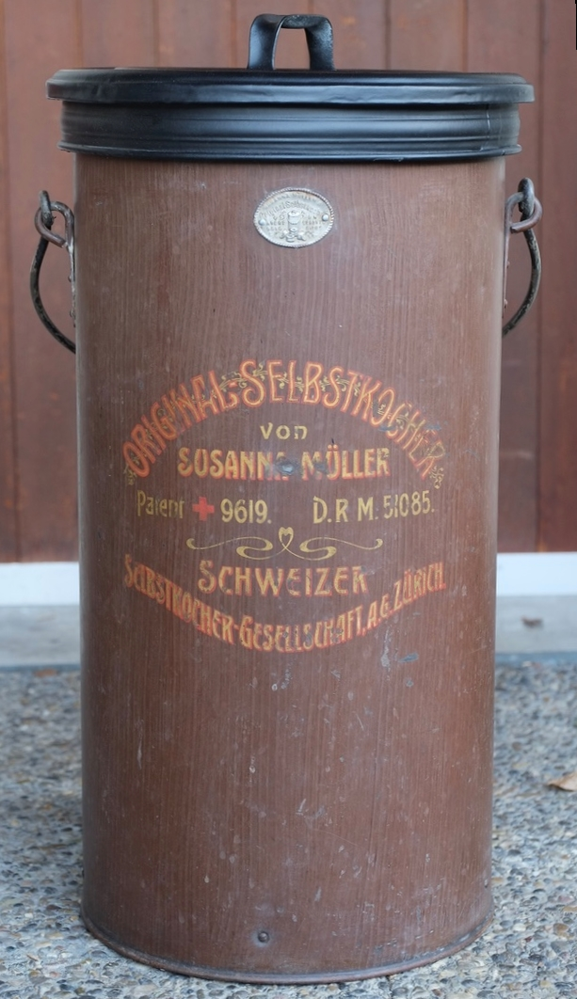 ORIGINAL-SELBSTKOCHER
von
SUSANNA MÜLLER
Patent + 9619. D.R.M. 51085.
SCHWEIZER
SELBSTKOCHER-GESELLSCHAFT, A.G. ZÜRICH.